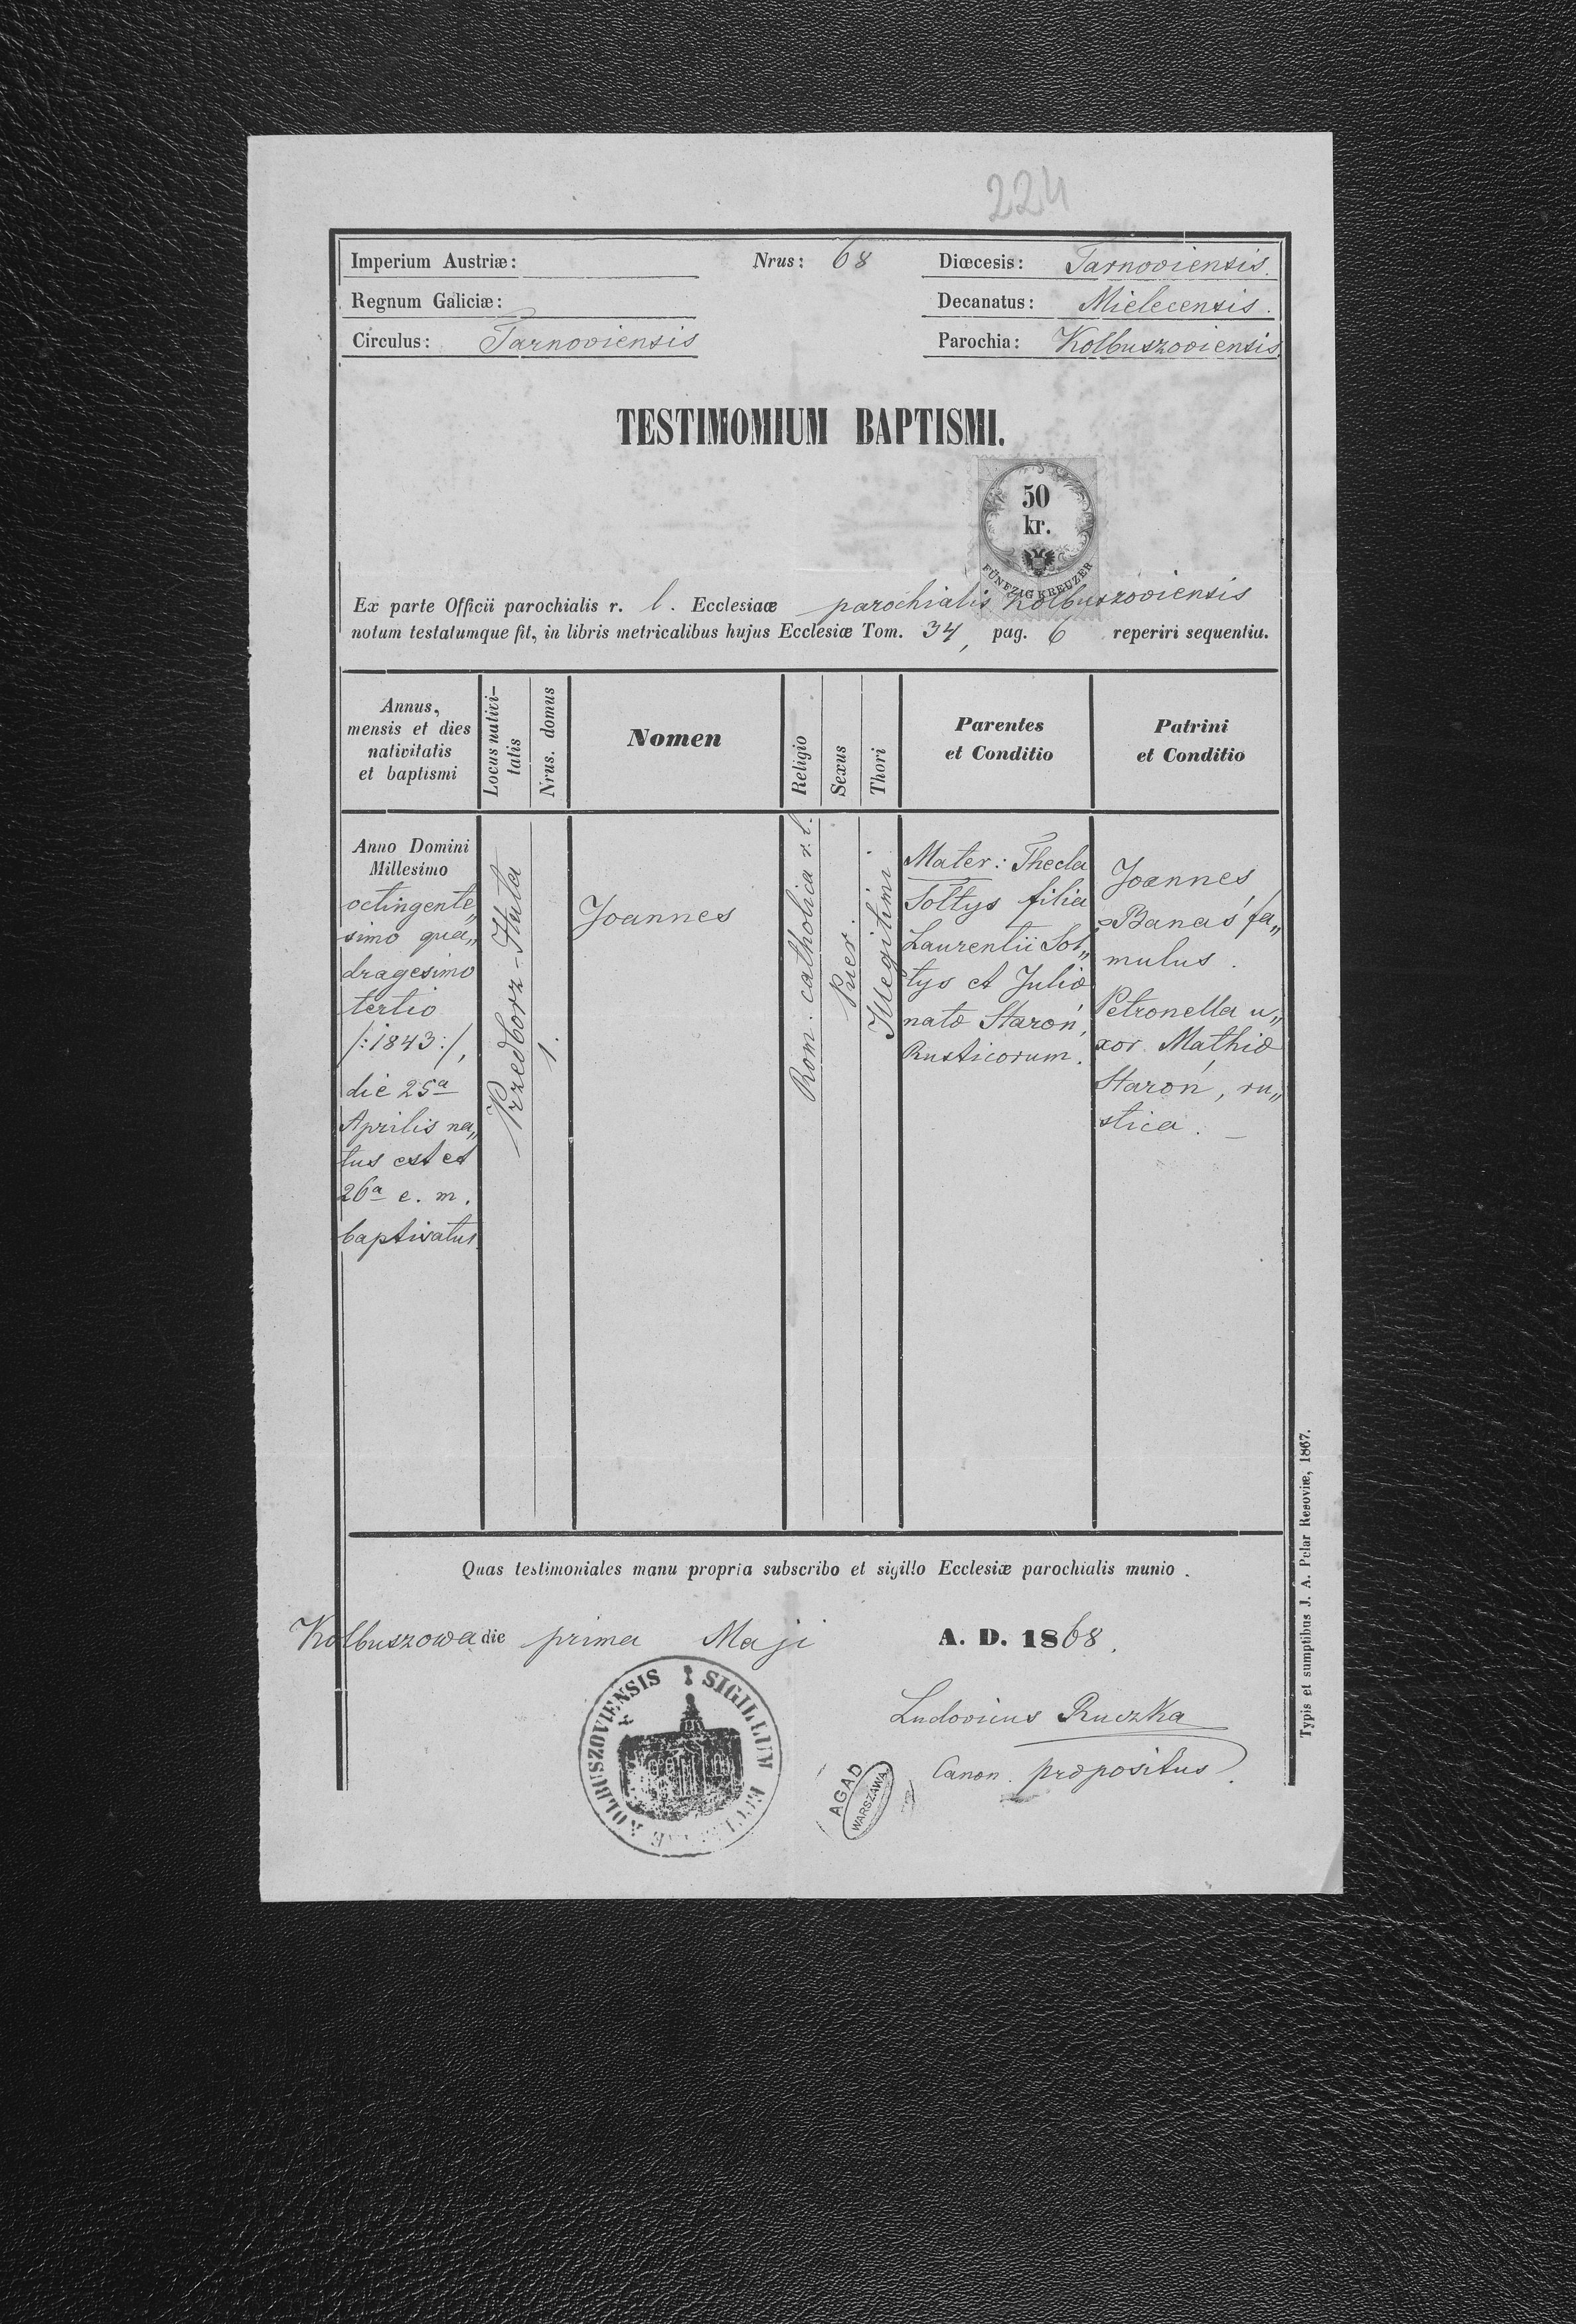 224
Imperium Austriæ:
Nrus: 68
Diœcesis: Tarnoviensis.
Regnum Galiciæ:
Decanatus: Mielecensis.
Circulus: Tarnoviensis
Parochia: Kolbuszoviensis
TESTIMOMIUM BAPTISMI.
50
kr.
FÜNFZIG KREUZER
Ex parte Officii parochialis r. l. Ecclesiæ parochialis Kolbuszoviensis
notum testatumque fit, in libris metricalibus hujus Ecclesiæ Tom. 34, pag. 6 reperiri sequentia.
Annus,
mensis et dies
nativitatis
et baptismi
Locus nativi-
tatis
Nrus. domus
Nomen
Religio
Sexus
Thori
Parentes
et Conditio
Patrini
et Conditio
Anno Domini
Millesimo
octingente„
simo qua„
dragesimo
tertio
/:1843:/,
die 25ª
Aprilis na„
tus est et
26ª e. m.
baptisatus.
Przedborz-Huta
1.
Joannes
Rom. catholica r. l.
Puer.
Illegitimi.
Mater: Thecla
Soltys filia
Laurentii Sol„
tys et Julia
nata Staroń,
Rusticorum.
Joannes
Banaś fa„
mulus.
Petronella u„
xor Mathia
Staroń, ru„
stica. –
Quas testimoniales manu propria subscribo et sigillo Ecclesiæ parochialis munio.
Kolbuszowa die prima Maji A. D. 1868.
SIGILLUM ECCLESIAE KOLBUSZOVIENSIS
Ludovicus Ruczka
Canon. propositus.
AGAD
WARSZAWA
Typis et sumptibus J. A. Pelar Resoviæ, 1867.